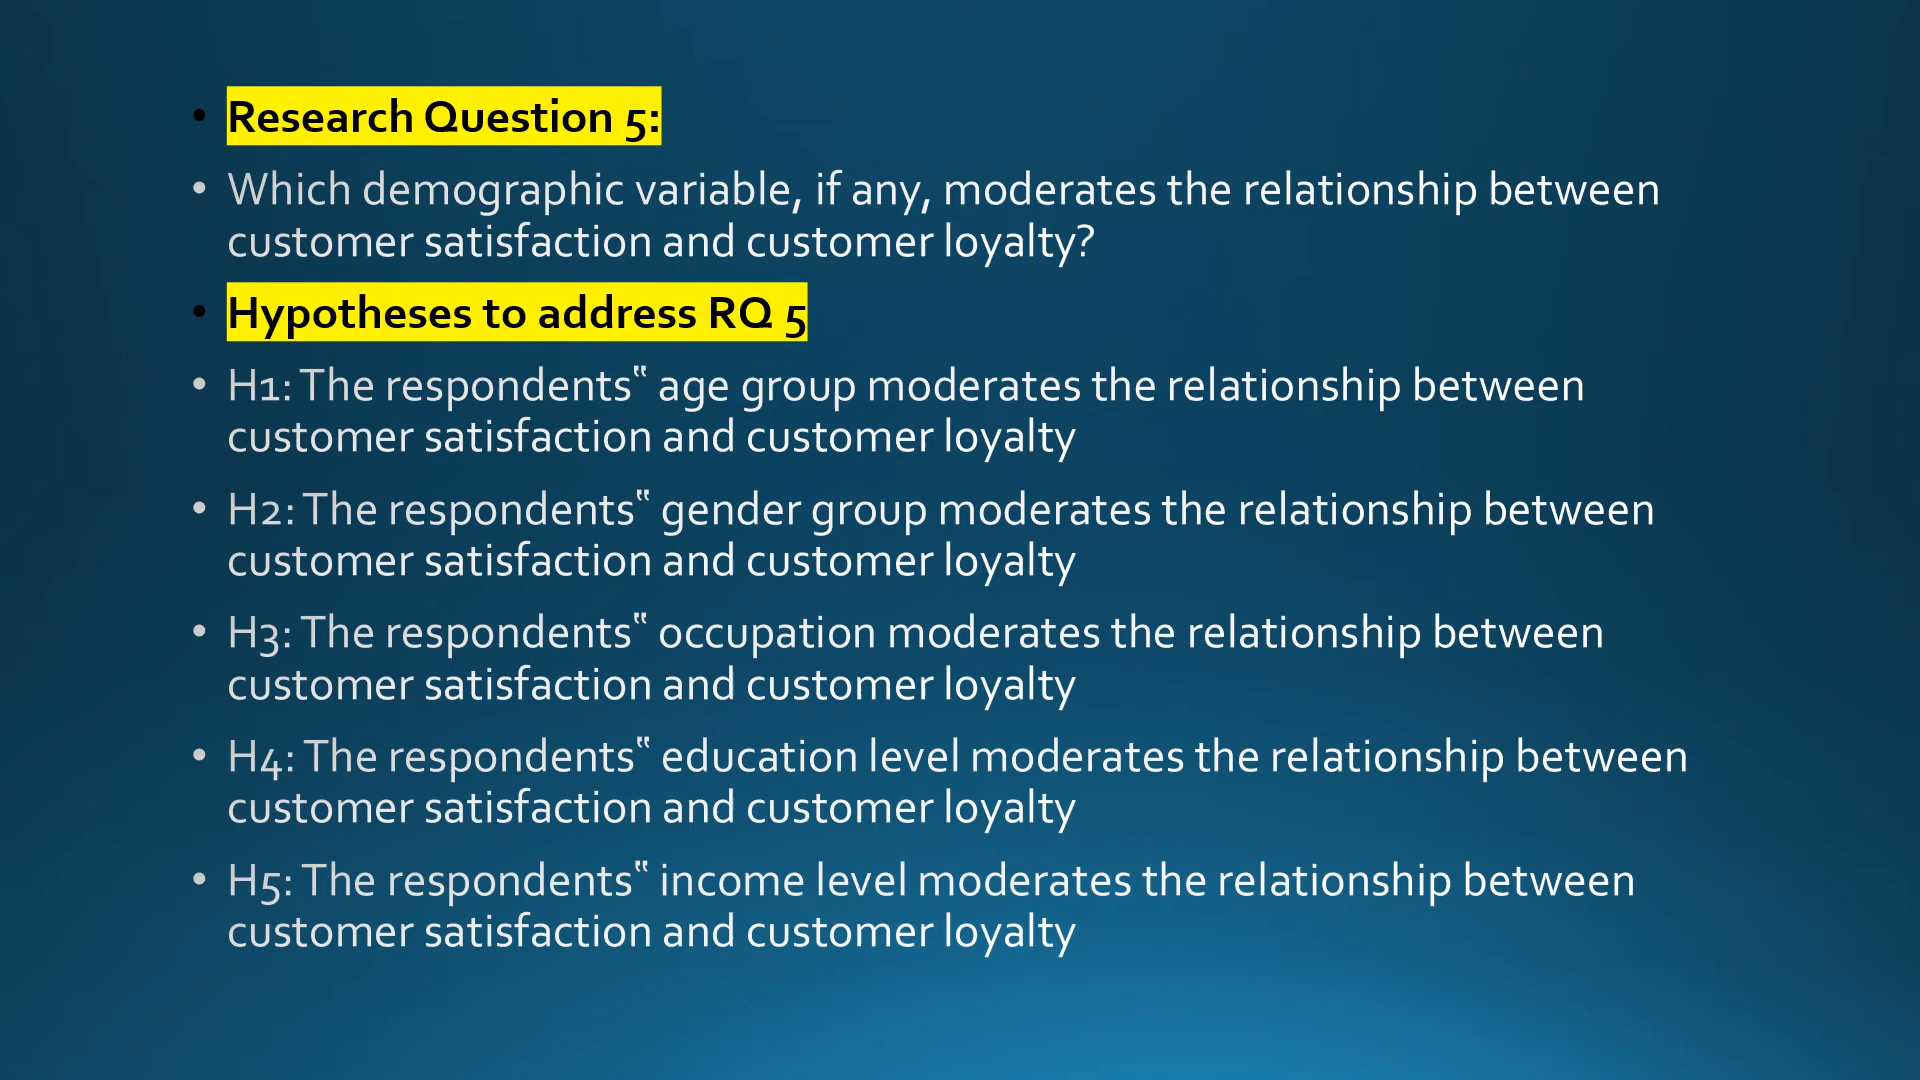 • Research Question 5:
• Which demographic variable, if any, moderates the relationship between
customer satisfaction and customer loyalty?
• Hypotheses to address RQ 5
• H1: The respondents‟ age group moderates the relationship between
customer satisfaction and customer loyalty
• H2: The respondents‟ gender group moderates the relationship between
customer satisfaction and customer loyalty
• H3: The respondents‟ occupation moderates the relationship between
customer satisfaction and customer loyalty
• H4: The respondents‟ education level moderates the relationship between
customer satisfaction and customer loyalty
• H5: The respondents‟ income level moderates the relationship between
customer satisfaction and customer loyalty